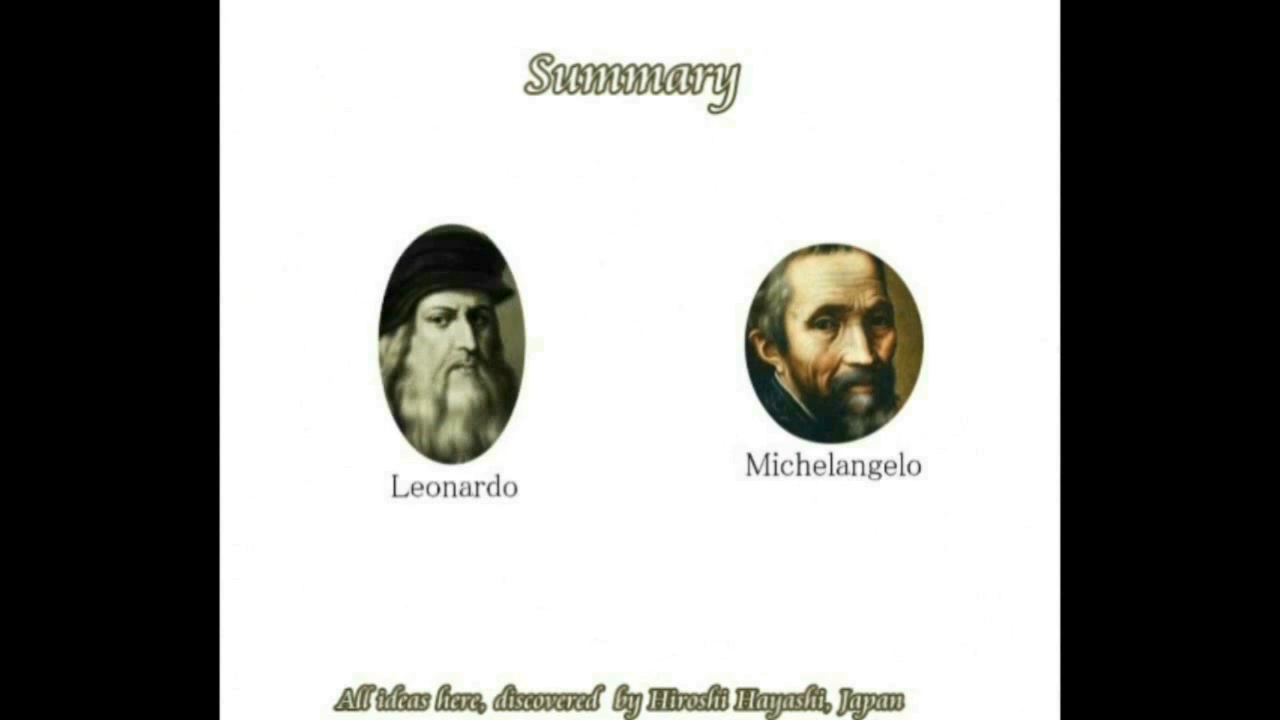 Summary
Leonardo
Michelangelo
All ideas here, discovered by Hiroshi Hayashi, Japan